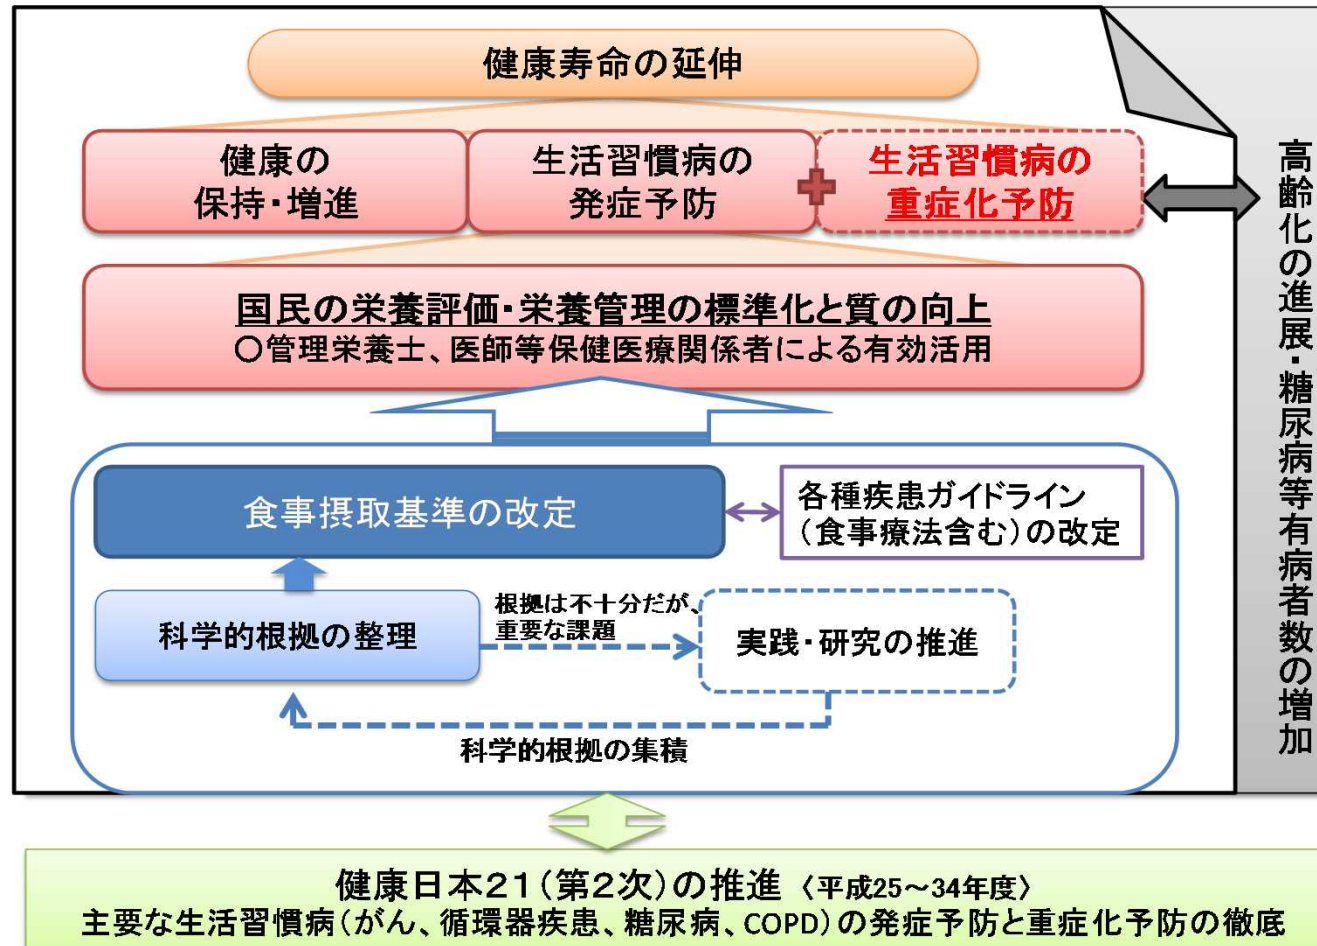 健康寿命の延伸
健康の
保持・増進
生活習慣病の
発症予防
生活習慣病の
重症化予防
高齢化の進展・糖尿病等有病者数の増加
国民の栄養評価・栄養管理の標準化と質の向上
○管理栄養士、医師等保健医療関係者による有効活用
食事摂取基準の改定
各種疾患ガイドライン
(食事療法含む)の改定
科学的根拠の整理
根拠は不十分だが、
重要な課題
実践・研究の推進
科学的根拠の集積
健康日本21(第2次)の推進 〈平成25~34年度〉
主要な生活習慣病(がん、循環器疾患、糖尿病、COPD)の発症予防と重症化予防の徹底